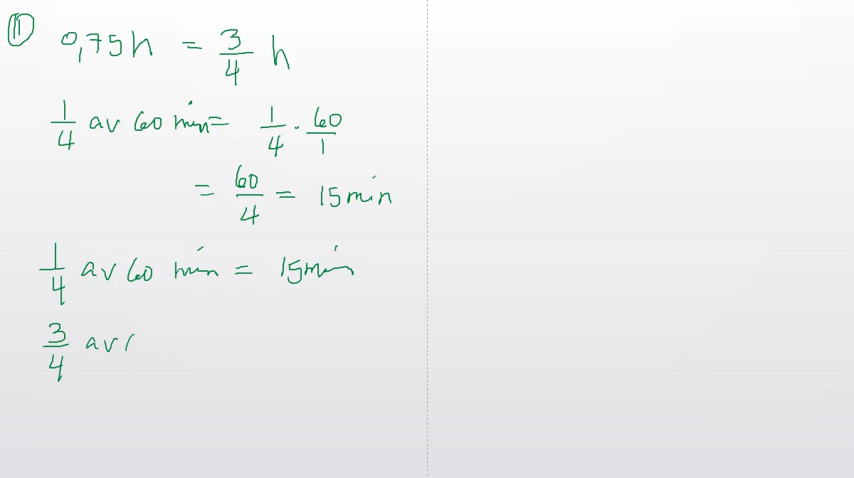 11
0,75h = 3/4 h
1/4 av 60 min = 1/4 · 60/1
= 60/4 = 15 min
1/4 av 60 min = 15 min
3/4 av